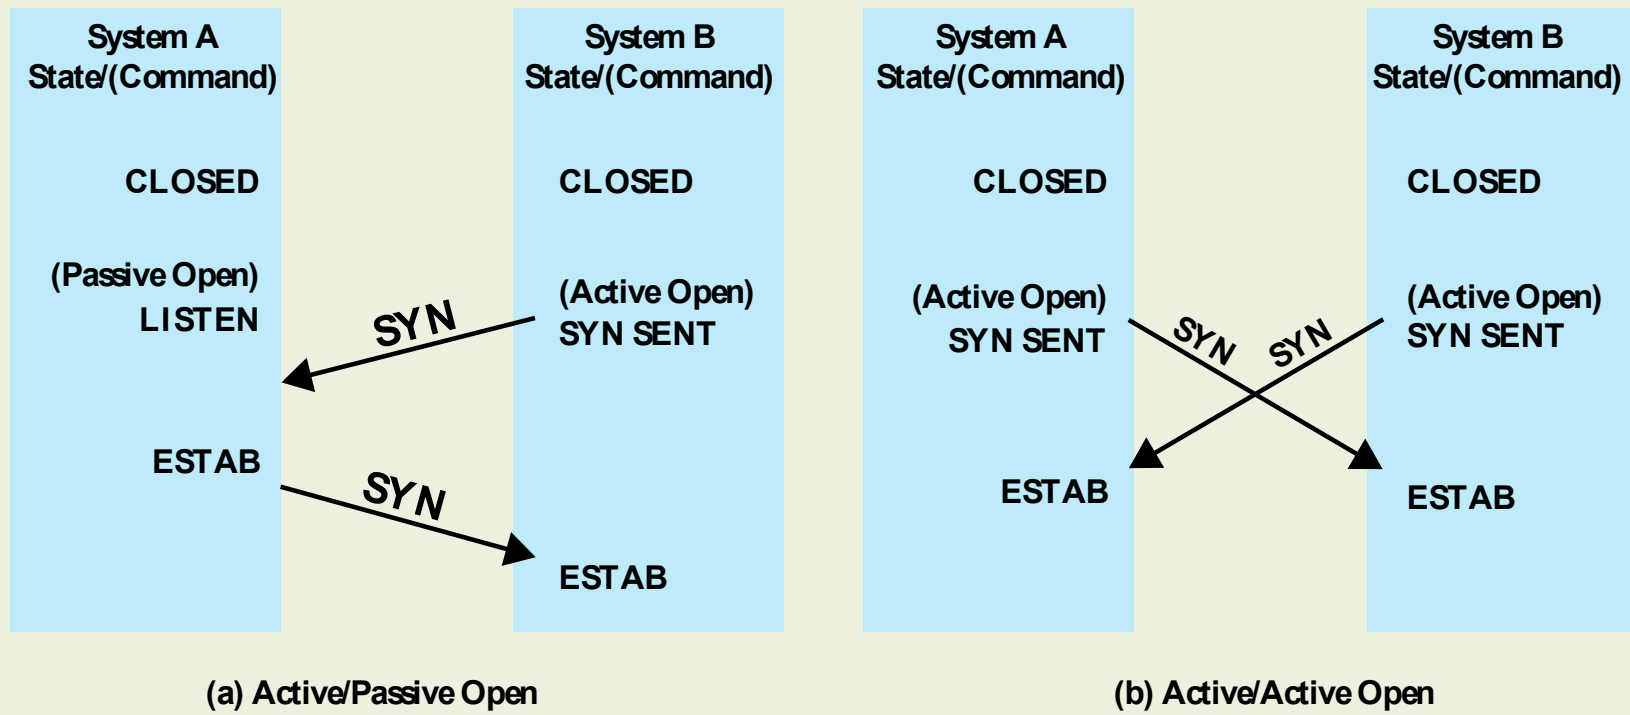 System A
State/(Command)
CLOSED
(Passive Open)
LISTEN
ESTAB
SYN
SYN
System B
State/(Command)
CLOSED
(Active Open)
SYN SENT
ESTAB
(a) Active/Passive Open
System A
State/(Command)
CLOSED
(Active Open)
SYN SENT
ESTAB
SYN
SYN
System B
State/(Command)
CLOSED
(Active Open)
SYN SENT
ESTAB
(b) Active/Active Open